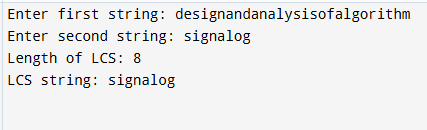 Enter first string: designandanalysisofalgorithm
Enter second string: signalog
Length of LCS: 8
LCS string: signalog